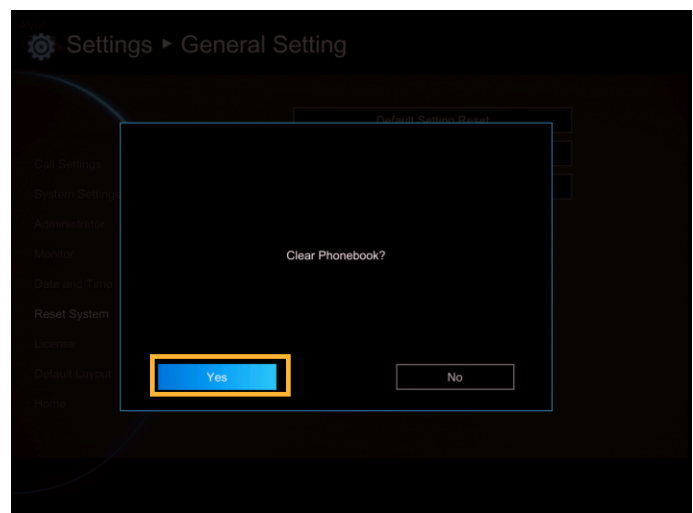 Settings ► General Setting
Default Setting Reset
Call Settings
System Settings
Administrator
Monitor
Date and Time
Reset System
License
Default Layout
Home
Clear Phonebook?
Yes
No